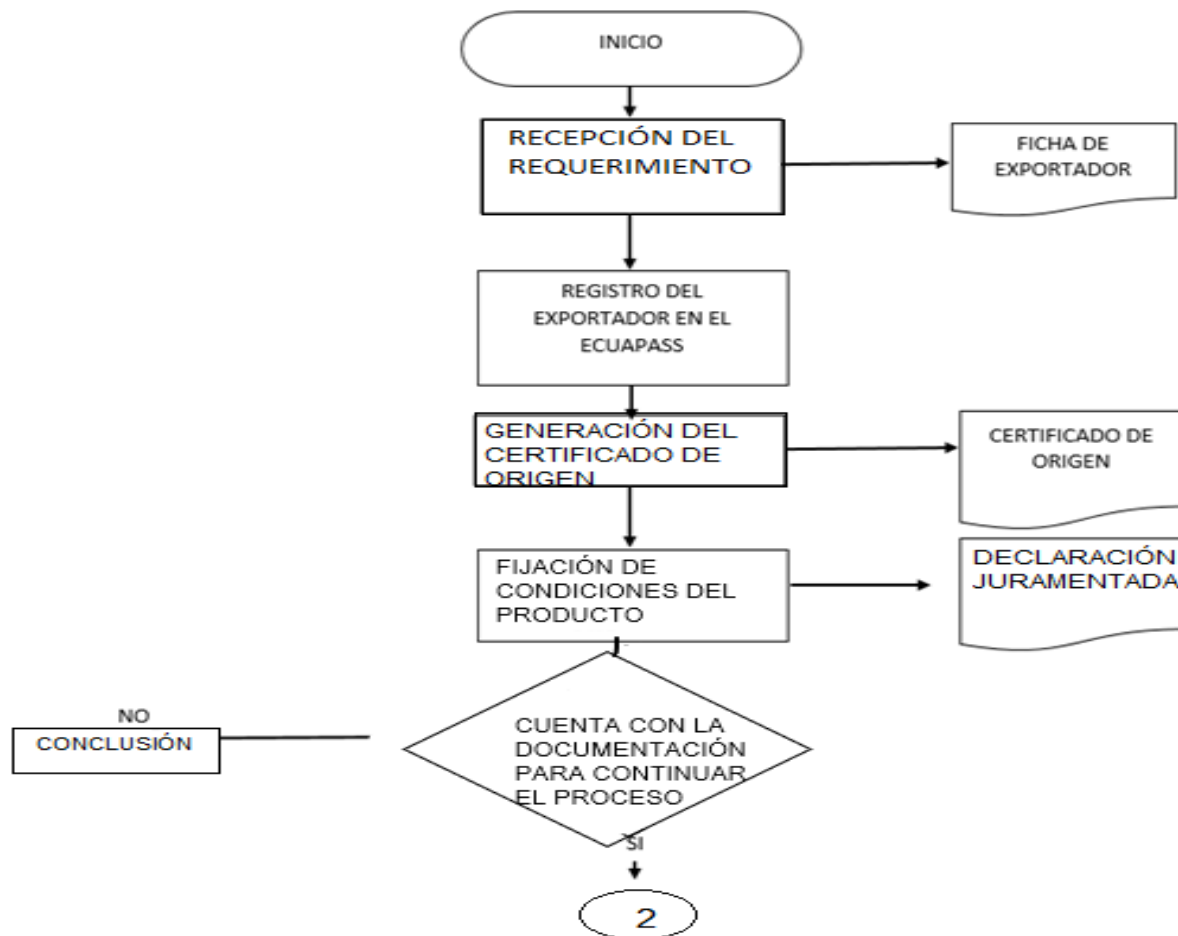 INICIO
RECEPCIÓN DEL
REQUERIMIENTO
FICHA DE
EXPORTADOR
REGISTRO DEL
EXPORTADOR EN EL
ECUAPASS
GENERACIÓN DEL
CERTIFICADO DE
ORIGEN
CERTIFICADO DE
ORIGEN
FIJACIÓN DE
CONDICIONES DEL
PRODUCTO
DECLARACIÓN
JURAMENTADA
NO
CONCLUSIÓN
CUENTA CON LA
DOCUMENTACIÓN
PARA CONTINUAR
EL PROCESO
SI
2